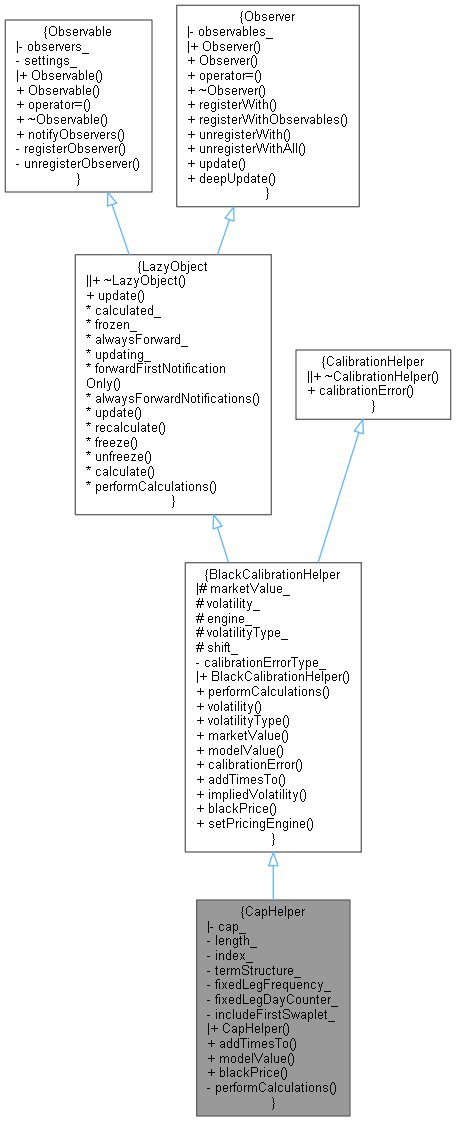 {Observable
|- observers_
- settings_
|+ Observable()
+ Observable()
+ operator=()
+ ~Observable()
+ notifyObservers()
- registerObserver()
- unregisterObserver()
}
{Observer
|- observables_
|+ Observer()
+ Observer()
+ operator=()
+ ~Observer()
+ registerWith()
+ registerWithObservables()
+ unregisterWith()
+ unregisterWithAll()
+ update()
+ deepUpdate()
}
{LazyObject
||+ ~LazyObject()
+ update()
* calculated_
* frozen_
* alwaysForward_
* updating_
* forwardFirstNotification
Only()
* alwaysForwardNotifications()
* update()
* recalculate()
* freeze()
* unfreeze()
* calculate()
* performCalculations()
}
{CalibrationHelper
||+ ~CalibrationHelper()
+ calibrationError()
}
{BlackCalibrationHelper
|# marketValue_
# volatility_
# engine_
# volatilityType_
# shift_
- calibrationErrorType_
|+ BlackCalibrationHelper()
+ performCalculations()
+ volatility()
+ volatilityType()
+ marketValue()
+ modelValue()
+ calibrationError()
+ addTimesTo()
+ impliedVolatility()
+ blackPrice()
+ setPricingEngine()
}
{CapHelper
|- cap_
- length_
- index_
- termStructure_
- fixedLegFrequency_
- fixedLegDayCounter_
- includeFirstSwaplet_
|+ CapHelper()
+ addTimesTo()
+ modelValue()
+ blackPrice()
- performCalculations()
}